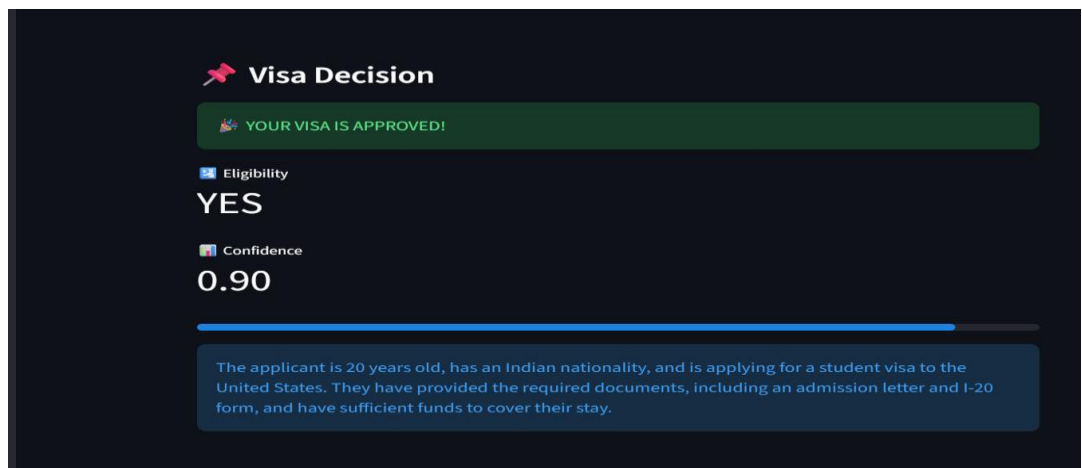 📌 Visa Decision
🎉 YOUR VISA IS APPROVED!
🛂 Eligibility
YES
📊 Confidence
0.90
The applicant is 20 years old, has an Indian nationality, and is applying for a student visa to the
United States. They have provided the required documents, including an admission letter and I-20
form, and have sufficient funds to cover their stay.